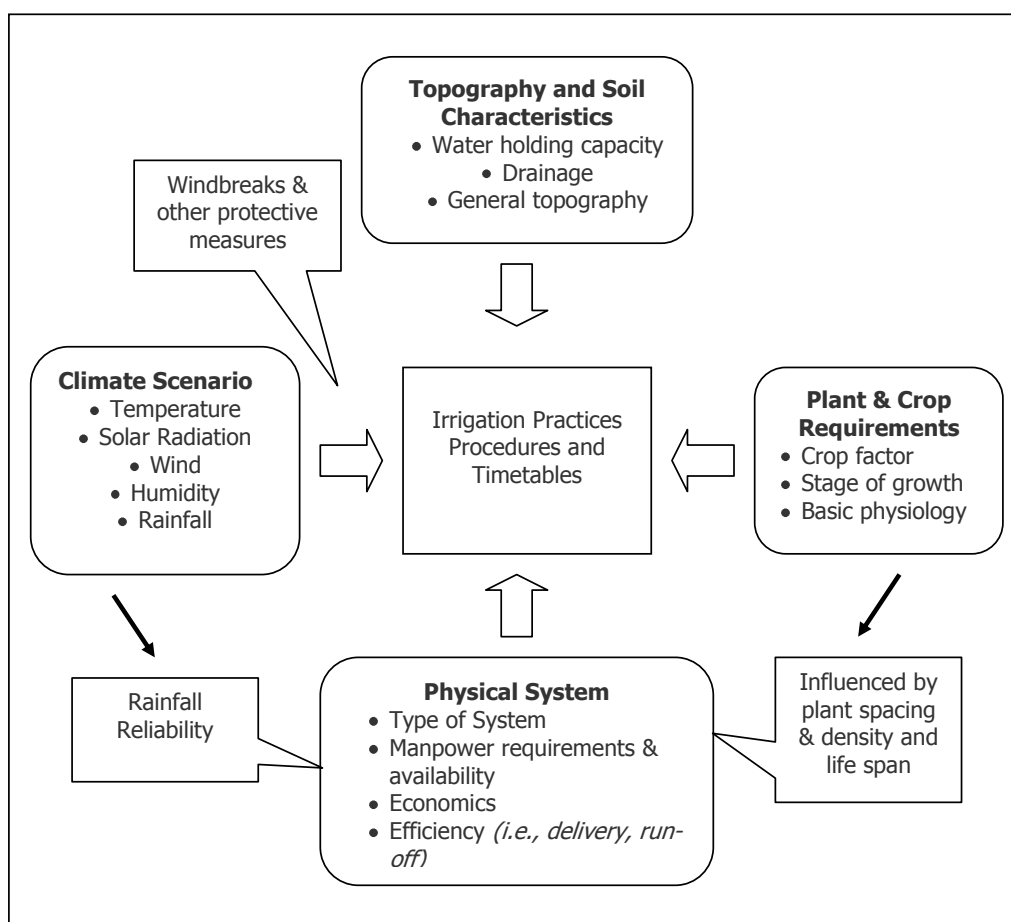 Topography and Soil
Characteristics
• Water holding capacity
• Drainage
• General topography
Windbreaks &
other protective
measures
Climate Scenario
• Temperature
• Solar Radiation
• Wind
• Humidity
• Rainfall
Irrigation Practices
Procedures and
Timetables
Plant & Crop
Requirements
• Crop factor
• Stage of growth
• Basic physiology
Rainfall
Reliability
Physical System
• Type of System
• Manpower requirements &
availability
• Economics
• Efficiency (i.e., delivery, run-
off)
Influenced by
plant spacing
& density and
life span